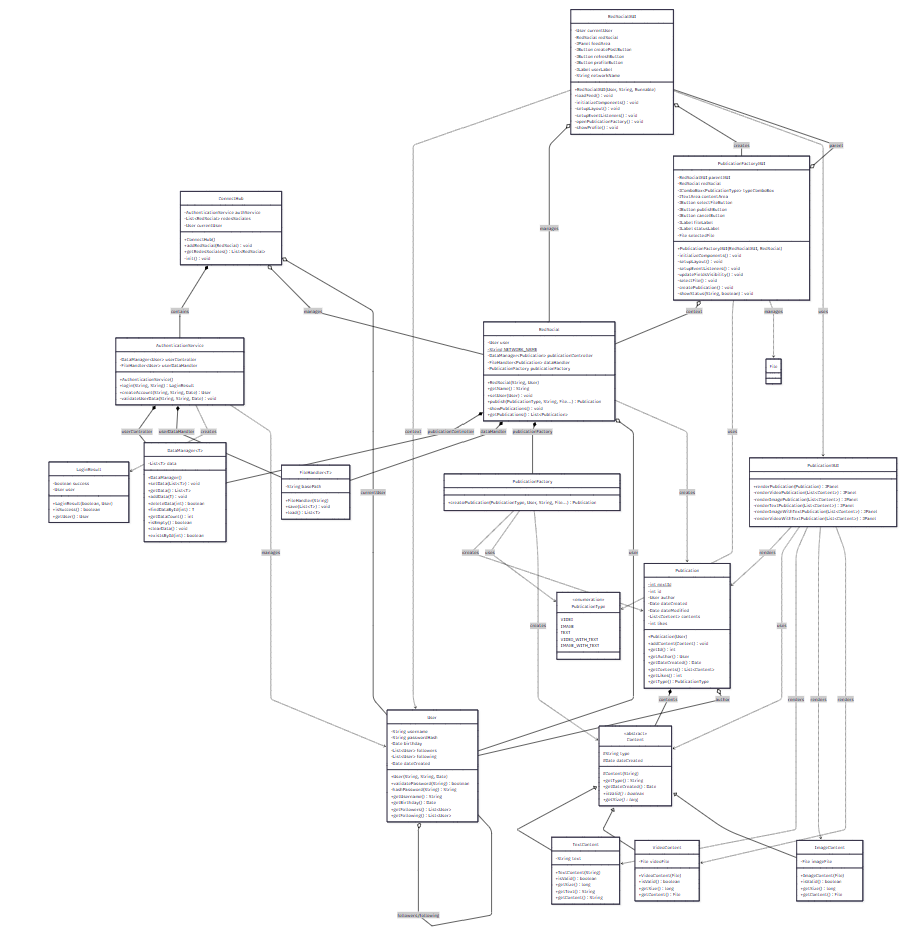 RedSocialGUI
-User currentUser
-RedSocial redSocial
-JPanel feedArea
-JButton createPostButton
-JButton refreshButton
-JButton profileButton
-JLabel userLabel
-String networkName
+RedSocialGUI(User, String, Runnable)
+loadFeed() : void
-initializeComponents() : void
-setupLayout() : void
-setupEventListeners() : void
-openPublicationFactory() : void
-showProfile() : void
creates
parent
PublicationFactoryGUI
-RedSocialGUI parentGUI
-RedSocial redSocial
-JComboBox<PublicationType> typeComboBox
-JTextArea contentArea
-JButton selectFileButton
-JButton publishButton
-JButton cancelButton
-JLabel fileLabel
-JLabel statusLabel
-File selectedFile
+PublicationFactoryGUI(RedSocialGUI, RedSocial)
-initializeComponents() : void
-setupLayout() : void
-setupEventListeners() : void
-updateFieldsVisibility() : void
-selectFile() : void
-createPublication() : void
-showStatus(String, boolean) : void
ConnectHub
-AuthenticationService authService
-List<RedSocial> redesSociales
-User currentUser
+ConnectHub()
+addRedSocial(RedSocial) : void
+getRedesSociales() : List<RedSocial>
-init() : void
manages
contains
manages
context
manages
uses
RedSocial
-User user
-String NETWORK_NAME
-DataManager<Publication> publicationController
-FileHandler<Publication> dataHandler
-PublicationFactory publicationFactory
+RedSocial(String, User)
+getName() : String
+setUser(User) : void
+publish(PublicationType, String, File...) : Publication
-showPublications() : void
+getPublications() : List<Publication>
AuthenticationService
-DataManager<User> userController
-FileHandler<User> userDataHandler
+AuthenticationService()
+login(String, String) : LoginResult
+createAccount(String, String, Date) : User
-validateUserData(String, String, Date) : void
File
userController
userDataHandler
creates
context
publicationController
dataHandler
publicationFactory
uses
LoginResult
-boolean success
-User user
+LoginResult(boolean, User)
+isSuccess() : boolean
+getUser() : User
DataManager<T>
-List<T> data
+DataManager()
+setData(List<T>) : void
+getData() : List<T>
+addData(T) : void
+deleteData(int) : boolean
+findDataById(int) : T
+getDataCount() : int
+isEmpty() : boolean
+clearData() : void
+existsById(int) : boolean
FileHandler<T>
-String basePath
+FileHandler(String)
+save(List<T>) : void
+load() : List<T>
currentUser
PublicationFactory
+createPublication(PublicationType, User, String, File...) : Publication
creates
PublicationGUI
+renderPublication(Publication) : JPanel
+renderVideoPublication(List<Content>) : JPanel
+renderImagePublication(List<Content>) : JPanel
+renderTextPublication(List<Content>) : JPanel
+renderImageWithTextPublication(List<Content>) : JPanel
+renderVideoWithTextPublication(List<Content>) : JPanel
manages
creates
uses
user
renders
«enumeration»
PublicationType
VIDEO
IMAGE
TEXT
VIDEO_WITH_TEXT
IMAGE_WITH_TEXT
Publication
-int nextId
-int id
-User author
-Date dateCreated
-Date dateModified
-List<Content> contents
-int likes
+Publication(User)
+addContent(Content) : void
+getId() : int
+getAuthor() : User
+getDateCreated() : Date
+getContents() : List<Content>
+getLikes() : int
+getType() : PublicationType
creates
uses
contents
author
renders
renders
renders
User
-String username
-String passwordHash
-Date birthday
-List<User> followers
-List<User> following
-Date dateCreated
+User(String, String, Date)
+validatePassword(String) : boolean
-hashPassword(String) : String
+getUsername() : String
+getBirthday() : Date
+getFollowers() : List<User>
+getFollowing() : List<User>
«abstract»
Content
#String type
#Date dateCreated
#Content(String)
+getType() : String
+getDateCreated() : Date
+isValid() : boolean
+getSize() : long
TextContent
-String text
+TextContent(String)
+isValid() : boolean
+getSize() : long
+getText() : String
+getContent() : String
VideoContent
-File videoFile
+VideoContent(File)
+isValid() : boolean
+getSize() : long
+getContent() : File
ImageContent
-File imageFile
+ImageContent(File)
+isValid() : boolean
+getSize() : long
+getContent() : File
followers/following